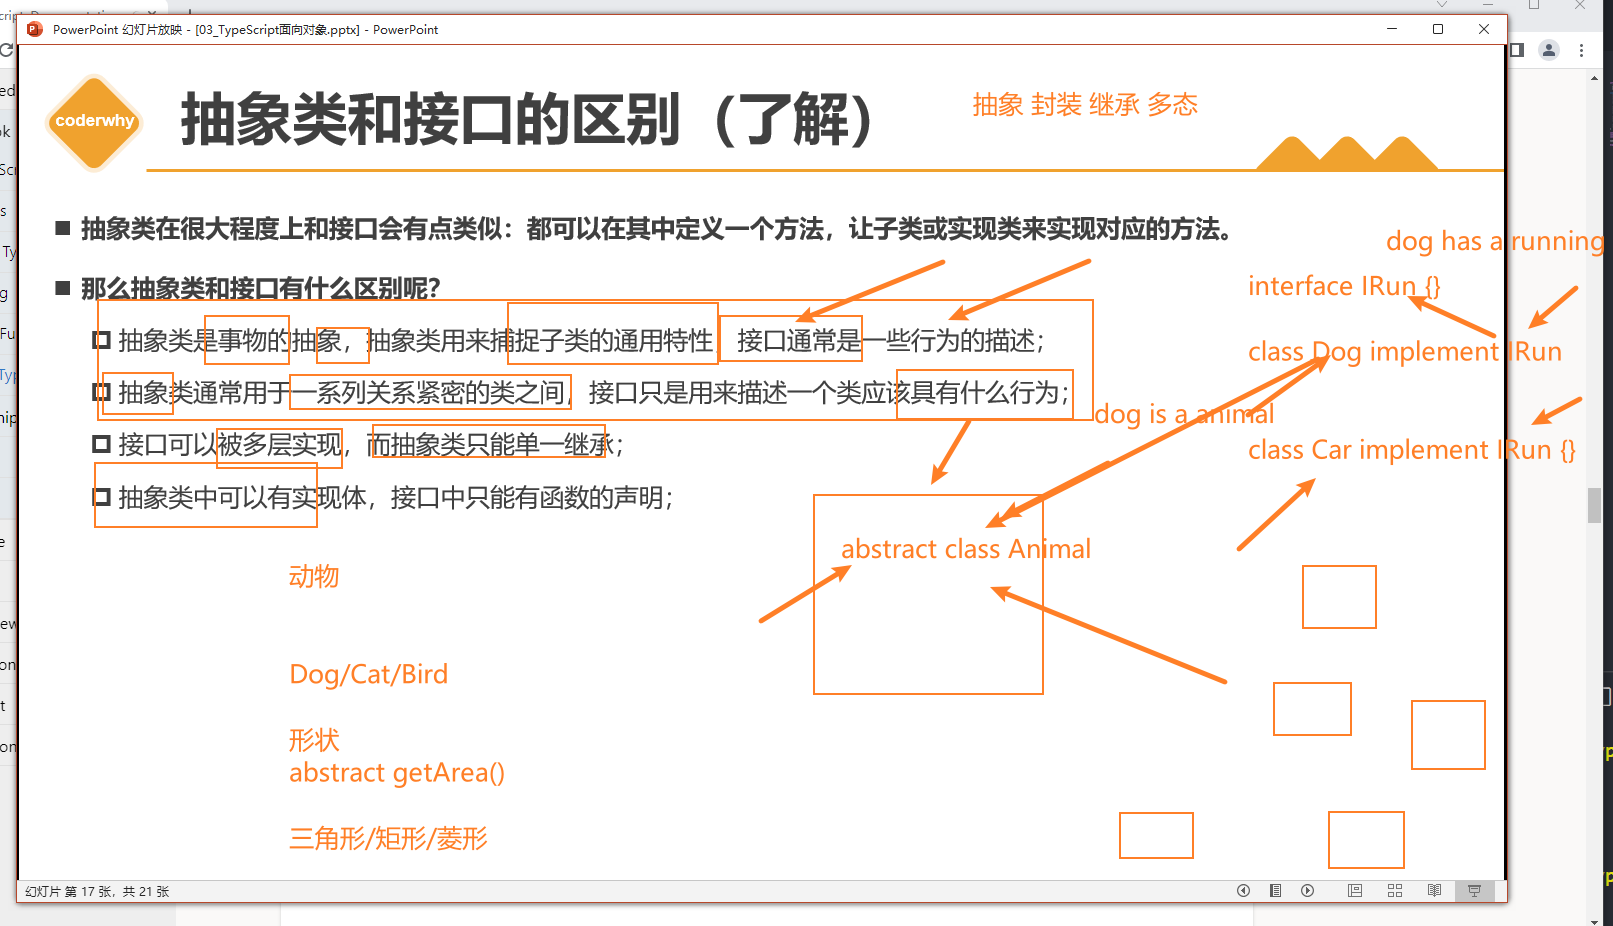 PowerPoint 幻灯片放映 - [03_TypeScript面向对象.pptx] - PowerPoint
coderwhy
抽象类和接口的区别（了解）
抽象 封装 继承 多态
抽象类在很大程度上和接口会有点类似：都可以在其中定义一个方法，让子类或实现类来实现对应的方法。
那么抽象类和接口有什么区别呢？
抽象类是事物的抽象，抽象类用来捕捉子类的通用特性，接口通常是一些行为的描述；
抽象类通常用于一系列关系紧密的类之间，接口只是用来描述一个类应该具有什么行为；
接口可以被多层实现，而抽象类只能单一继承；
抽象类中可以有实现体，接口中只能有函数的声明；
dog has a running
interface IRun {}
class Dog implement IRun
dog is a animal
class Car implement IRun {}
abstract class Animal
动物
Dog/Cat/Bird
形状
abstract getArea()
三角形/矩形/菱形
幻灯片 第 17 张，共 21 张